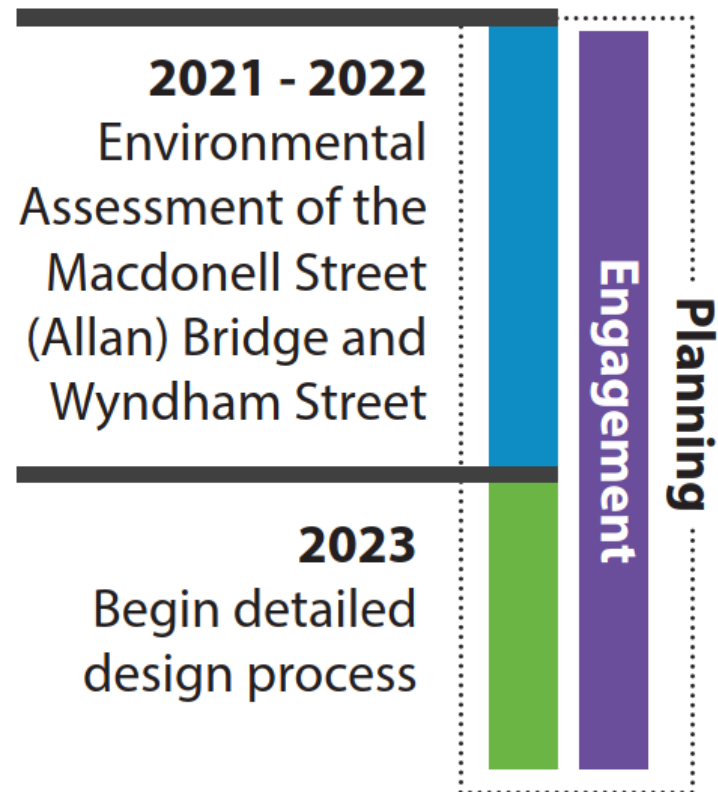 2021 - 2022
Environmental
Assessment of the
Macdonell Street
(Allan) Bridge and
Wyndham Street
2023
Begin detailed
design process
Engagement
Planning